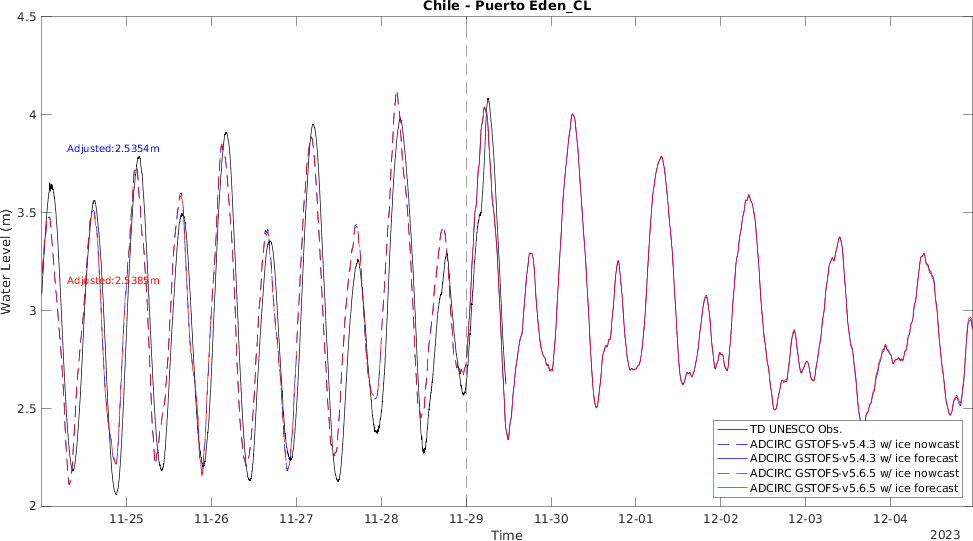 Chile - Puerto Eden_CL
4.5
4
3.5
3
2.5
2
Water Level (m)
Adjusted:2.5354m
Adjusted:2.5385m
TD UNESCO Obs.
ADCIRC GSTOFS-v5.4.3 w/ ice nowcast
ADCIRC GSTOFS-v5.4.3 w/ ice forecast
ADCIRC GSTOFS-v5.6.5 w/ ice nowcast
ADCIRC GSTOFS-v5.6.5 w/ ice forecast
11-25 11-26 11-27 11-28 11-29 11-30 12-01 12-02 12-03 12-04
Time
2023